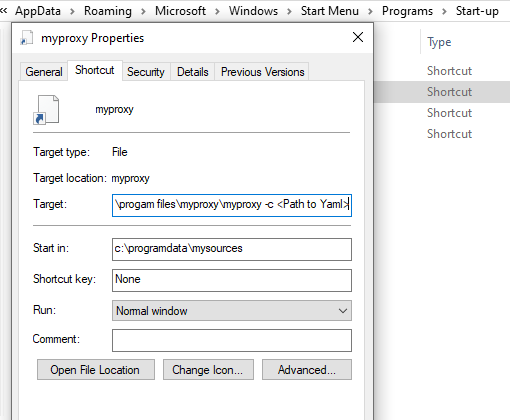 « AppData > Roaming > Microsoft > Windows > Start Menu > Programs > Start-up
myproxy Properties
Type
General Shortcut Security Details Previous Versions
Shortcut
Shortcut
Shortcut
Shortcut
myproxy
Target type: File
Target location: myproxy
Target: \progam files\myproxy\myproxy -c <Path to Yaml>
Start in: c:\programdata\mysources
Shortcut key: None
Run: Normal window
Comment:
Open File Location Change Icon... Advanced...